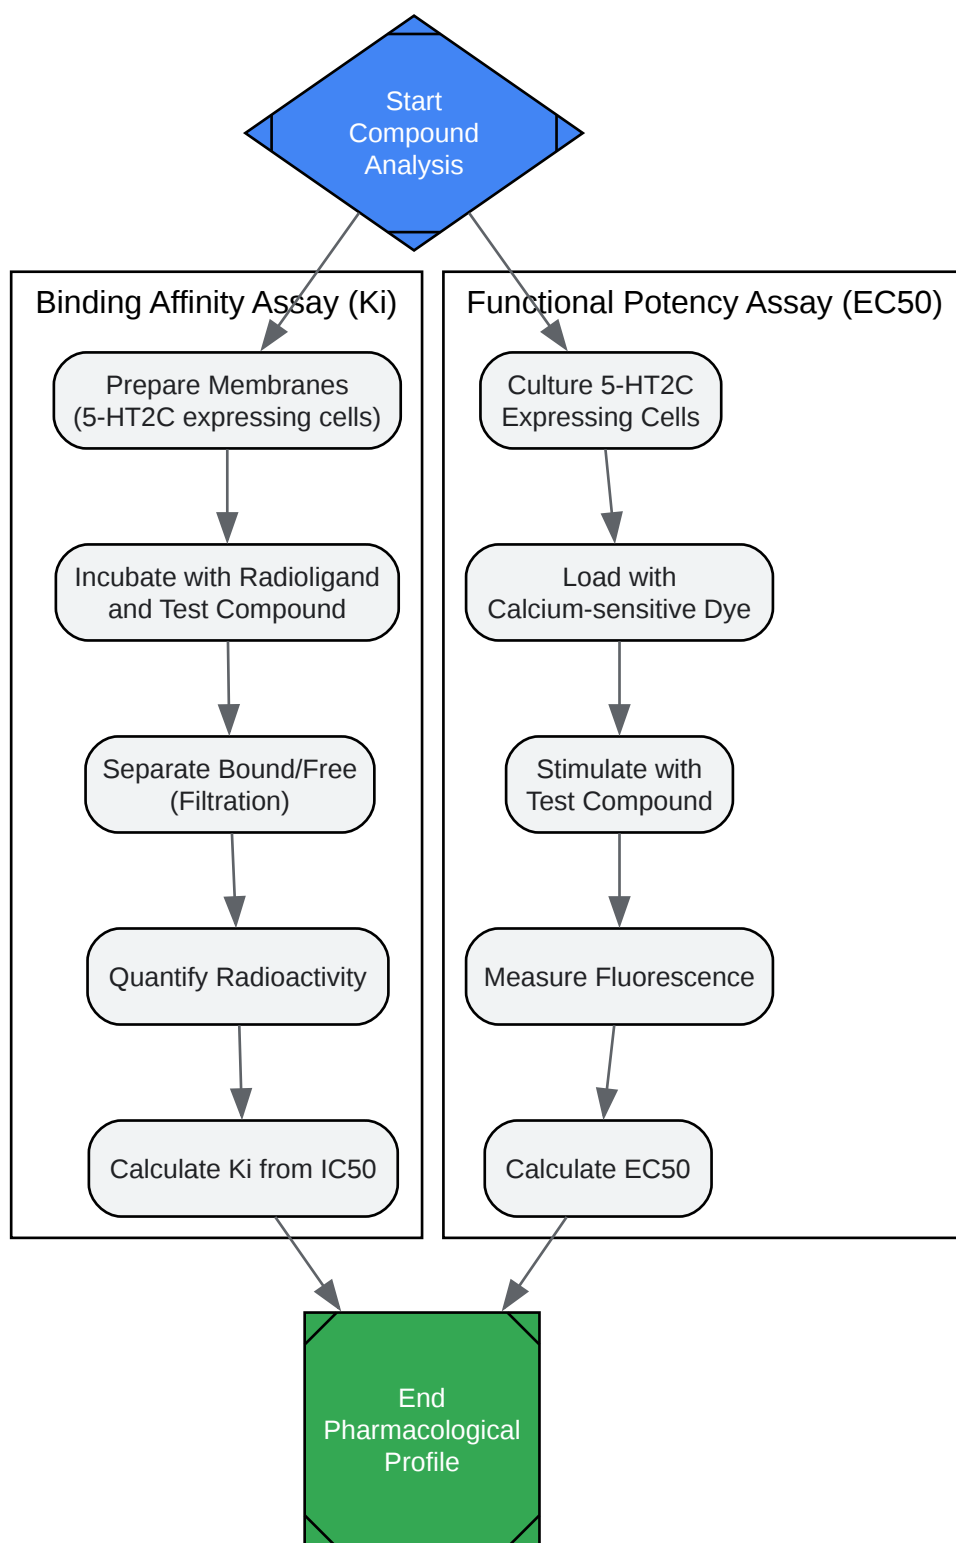 Start
Compound
Analysis
Binding Affinity Assay (Ki)
Prepare Membranes
(5-HT2C expressing cells)
Incubate with Radioligand
and Test Compound
Separate Bound/Free
(Filtration)
Quantify Radioactivity
Calculate Ki from IC50
Functional Potency Assay (EC50)
Culture 5-HT2C
Expressing Cells
Load with
Calcium-sensitive Dye
Stimulate with
Test Compound
Measure Fluorescence
Calculate EC50
End
Pharmacological
Profile